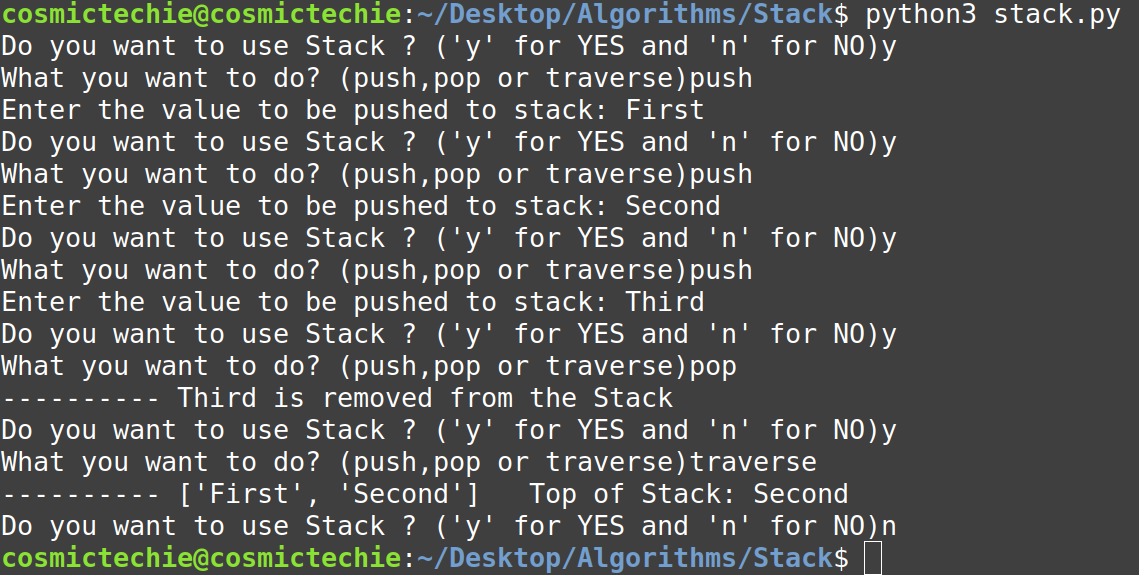 cosmictechie@cosmictechie:~/Desktop/Algorithms/Stack$ python3 stack.py
Do you want to use Stack ? ('y' for YES and 'n' for NO)y
What you want to do? (push,pop or traverse)push
Enter the value to be pushed to stack: First
Do you want to use Stack ? ('y' for YES and 'n' for NO)y
What you want to do? (push,pop or traverse)push
Enter the value to be pushed to stack: Second
Do you want to use Stack ? ('y' for YES and 'n' for NO)y
What you want to do? (push,pop or traverse)push
Enter the value to be pushed to stack: Third
Do you want to use Stack ? ('y' for YES and 'n' for NO)y
What you want to do? (push,pop or traverse)pop
---------- Third is removed from the Stack
Do you want to use Stack ? ('y' for YES and 'n' for NO)y
What you want to do? (push,pop or traverse)traverse
---------- ['First', 'Second']   Top of Stack: Second
Do you want to use Stack ? ('y' for YES and 'n' for NO)n
cosmictechie@cosmictechie:~/Desktop/Algorithms/Stack$